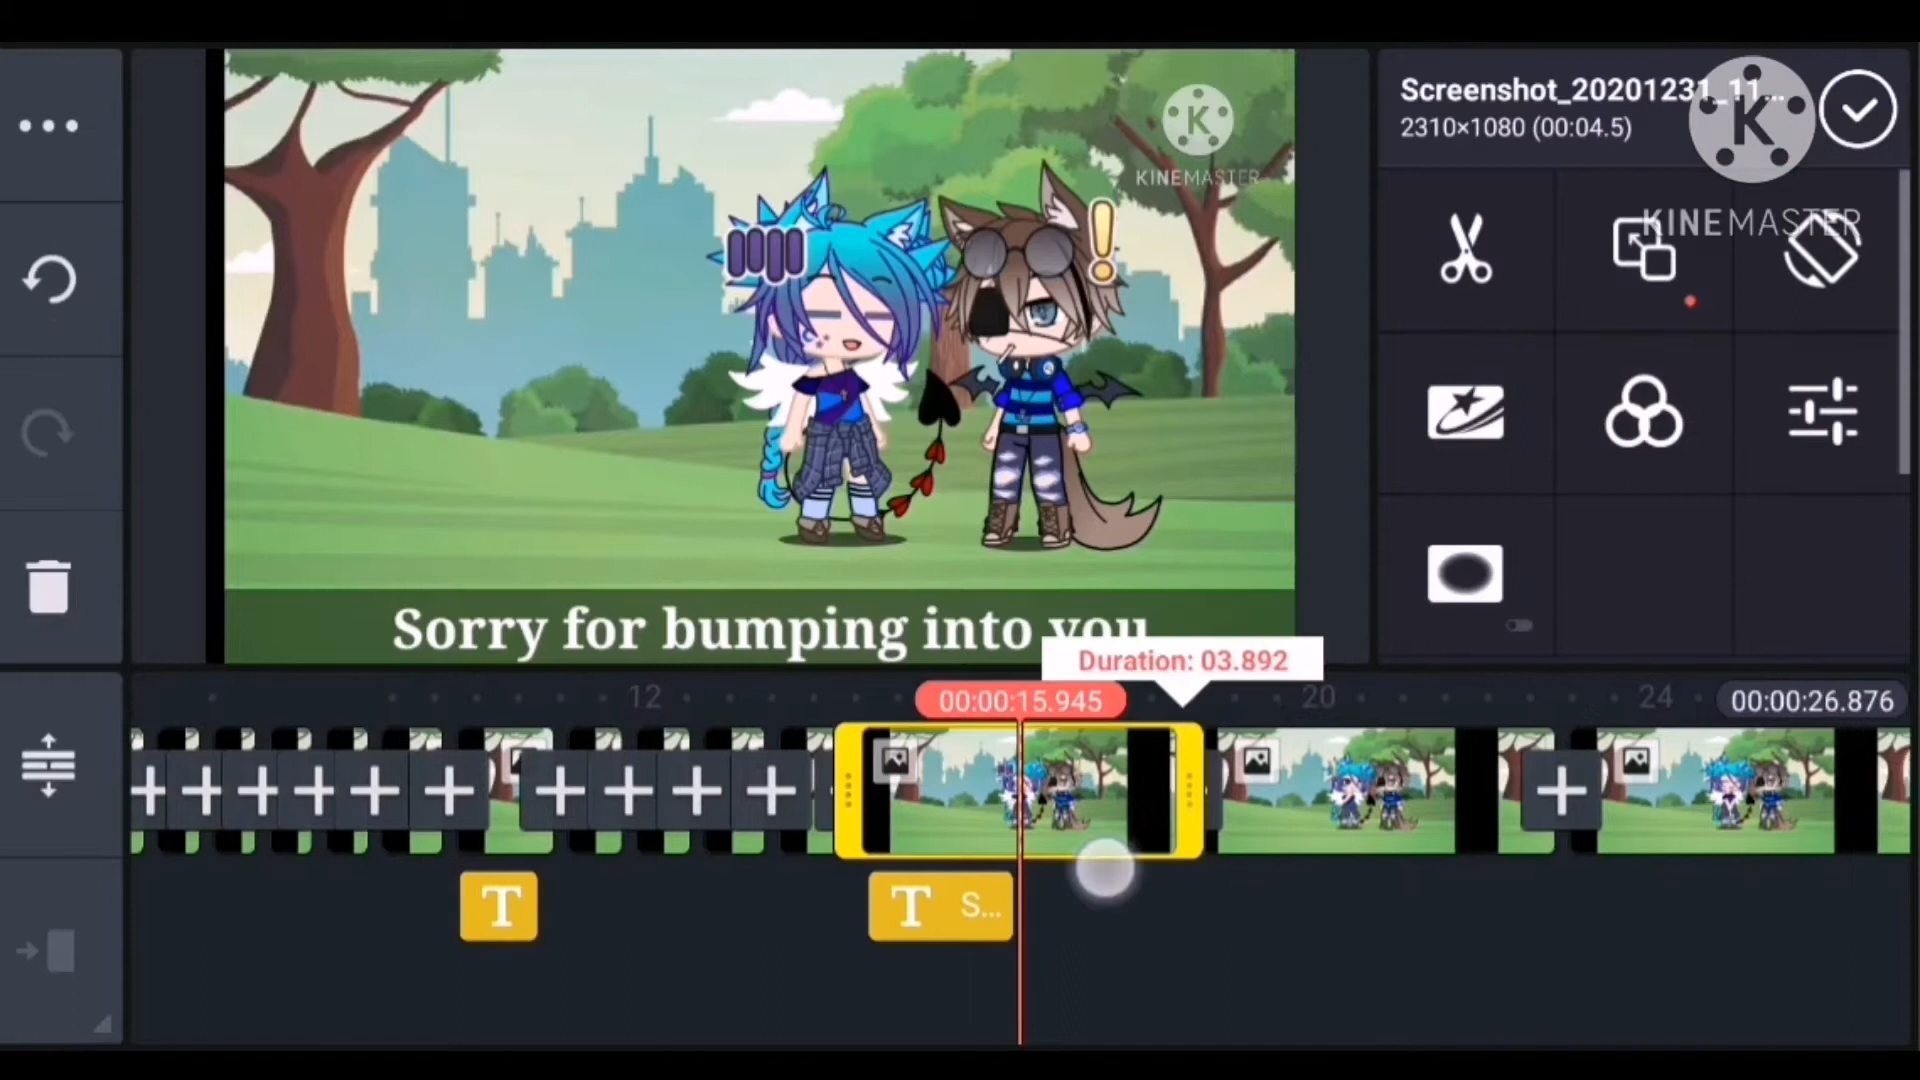 Screenshot_20201231_11...
2310×1080 (00:04.5)
K
K
KINEMASTER
KINEMASTER
Sorry for bumping into you
Duration: 03.892
12
00:00:15.945
20
24
00:00:26.876
T
T S...